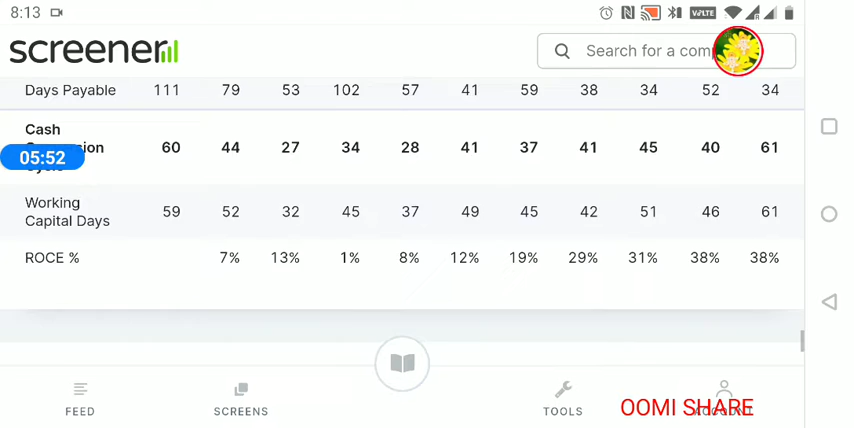 8:13
VoLTE
screener
Search for a comp
Days Payable 111 79 53 102 57 41 59 38 34 52 34
Cash
05:52
60 44 27 34 28 41 37 41 45 40 61
Working
Capital Days 59 52 32 45 37 49 45 42 51 46 61
ROCE % 7% 13% 1% 8% 12% 19% 29% 31% 38% 38%
FEED SCREENS TOOLS
OOMI SHARE